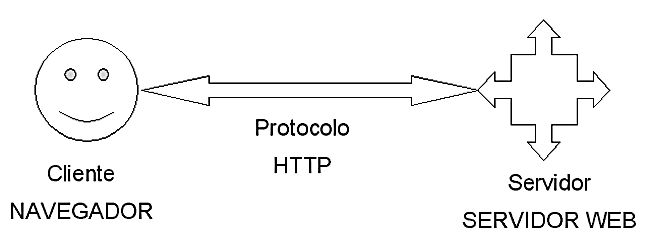 Protocolo
HTTP
Cliente
NAVEGADOR
Servidor
SERVIDOR WEB